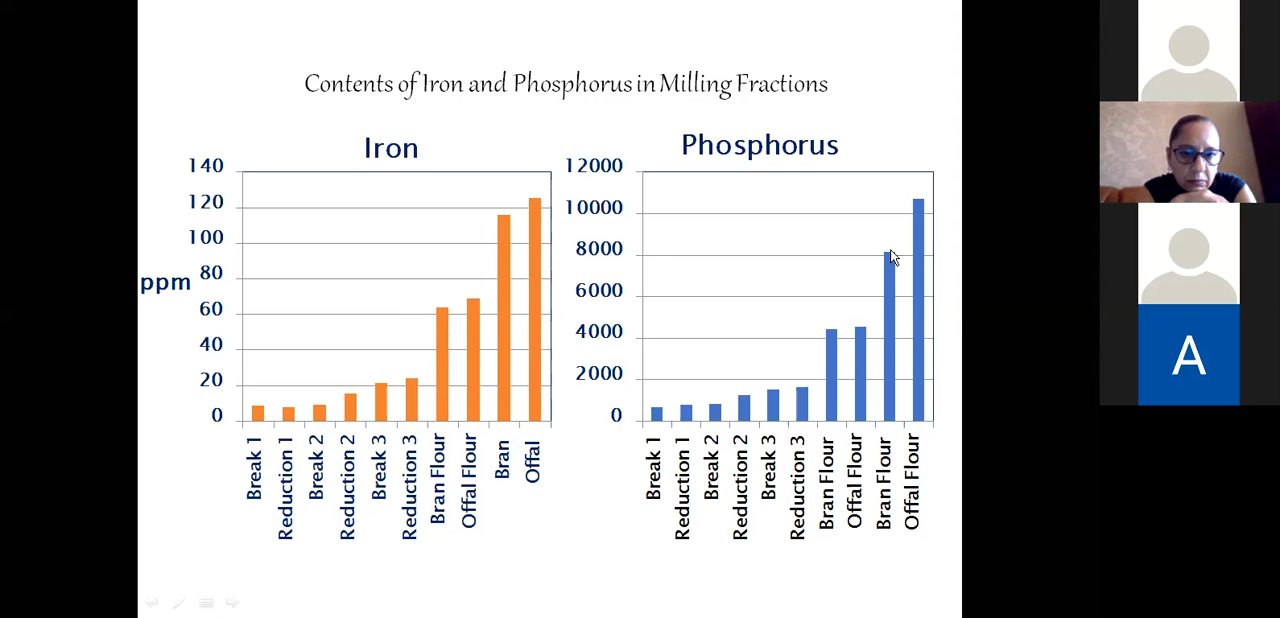 Contents of Iron and Phosphorus in Milling Fractions
Iron
140
120
100
80
60
40
20
0
ppm
Break 1
Reduction 1
Break 2
Reduction 2
Break 3
Reduction 3
Bran Flour
Offal Flour
Bran
Offal
Phosphorus
12000
10000
8000
6000
4000
2000
0
Break 1
Reduction 1
Break 2
Reduction 2
Break 3
Reduction 3
Bran Flour
Offal Flour
Bran Flour
Offal Flour
A